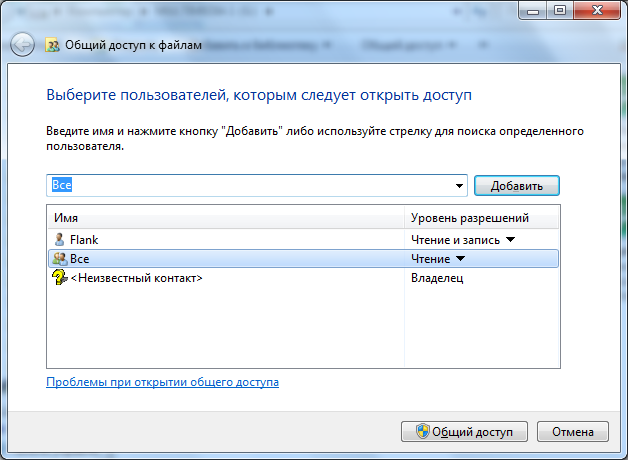 Общий доступ к файлам
Выберите пользователей, которым следует открыть доступ
Введите имя и нажмите кнопку "Добавить" либо используйте стрелку для поиска определенного
пользователя.
Все
Добавить
Имя Уровень разрешений
Flank Чтение и запись
Все Чтение
<Неизвестный контакт> Владелец
Проблемы при открытии общего доступа
Общий доступ Отмена